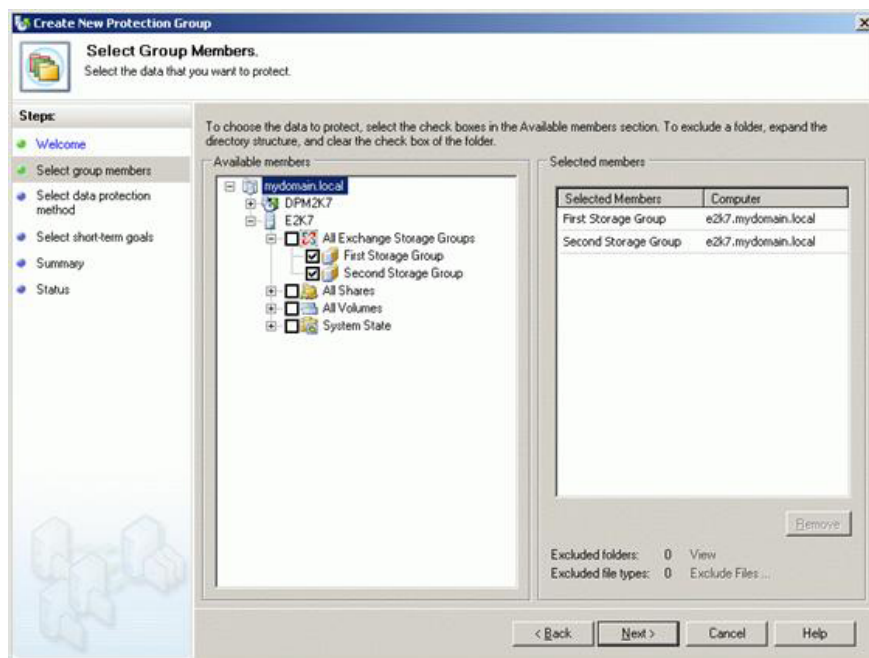 Create New Protection Group
Select Group Members.
Select the data that you want to protect.
Steps:
Welcome
Select group members
Select data protection
method
Select short-term goals
Summary
Status
To choose the data to protect, select the check boxes in the Available members section. To exclude a folder, expand the
directory structure, and clear the check box of the folder.
Available members
mydomain.local
DPM2K7
E2K7
All Exchange Storage Groups
First Storage Group
Second Storage Group
All Shares
All Volumes
System State
Selected members
Selected Members Computer
First Storage Group e2k7.mydomain.local
Second Storage Group e2k7.mydomain.local
Remove
Excluded folders: 0 View
Excluded file types: 0 Exclude Files ...
< Back Next > Cancel Help